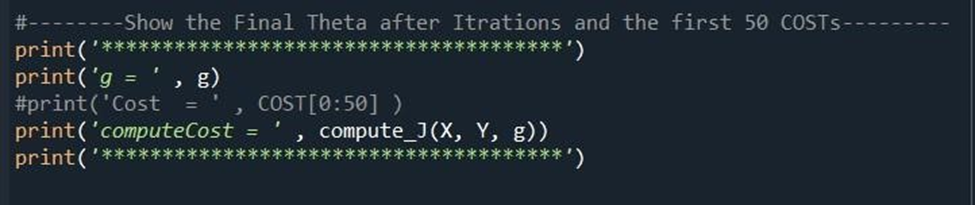 #--------Show the Final Theta after Itrations and the first 50 COSTs---------
print('**************************************')
print('g = ' , g)
#print('Cost  = ' , COST[0:50] )
print('computeCost = ' , compute_J(X, Y, g))
print('**************************************')